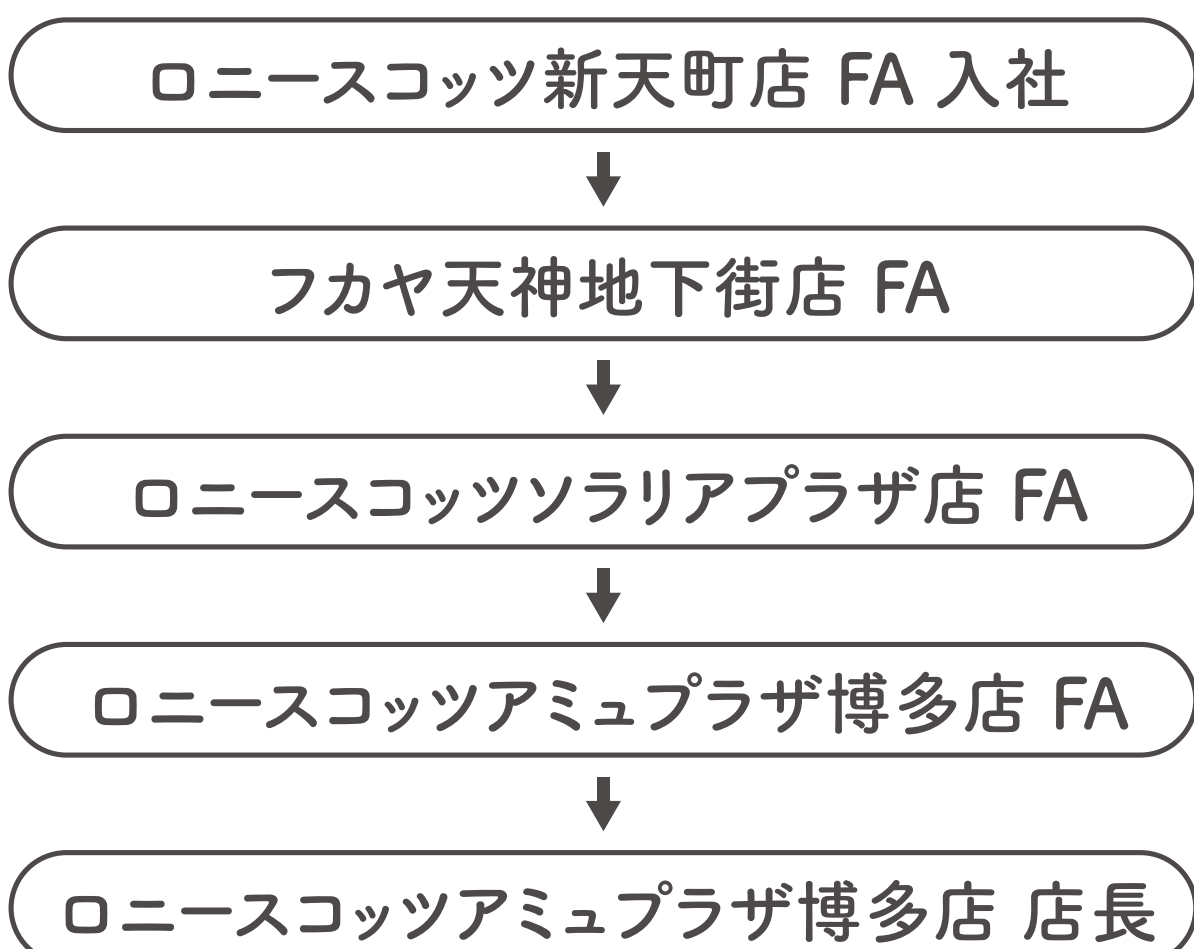 ロニースコッツ新天町店 FA 入社
フカヤ天神地下街店 FA
ロニースコッツソラリアプラザ店 FA
ロニースコッツアミュプラザ博多店 FA
ロニースコッツアミュプラザ博多店 店長